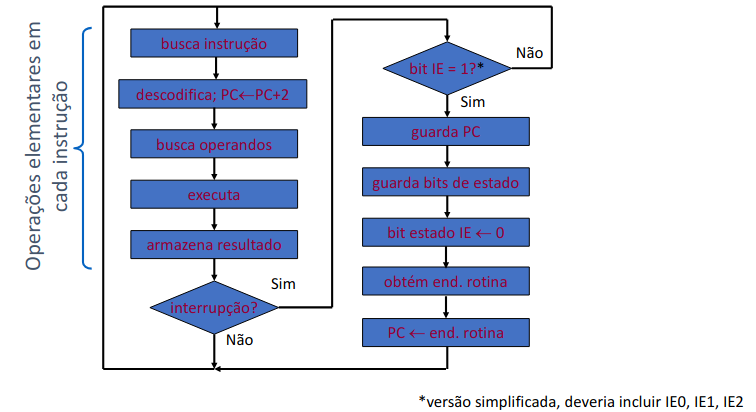 Operações elementares em
cada instrução
busca instrução
descodifica; PC←PC+2
busca operandos
executa
armazena resultado
interrupção?
Sim
Não
bit IE = 1?*
Não
Sim
guarda PC
guarda bits de estado
bit estado IE ← 0
obtém end. rotina
PC ← end. rotina
*versão simplificada, deveria incluir IE0, IE1, IE2